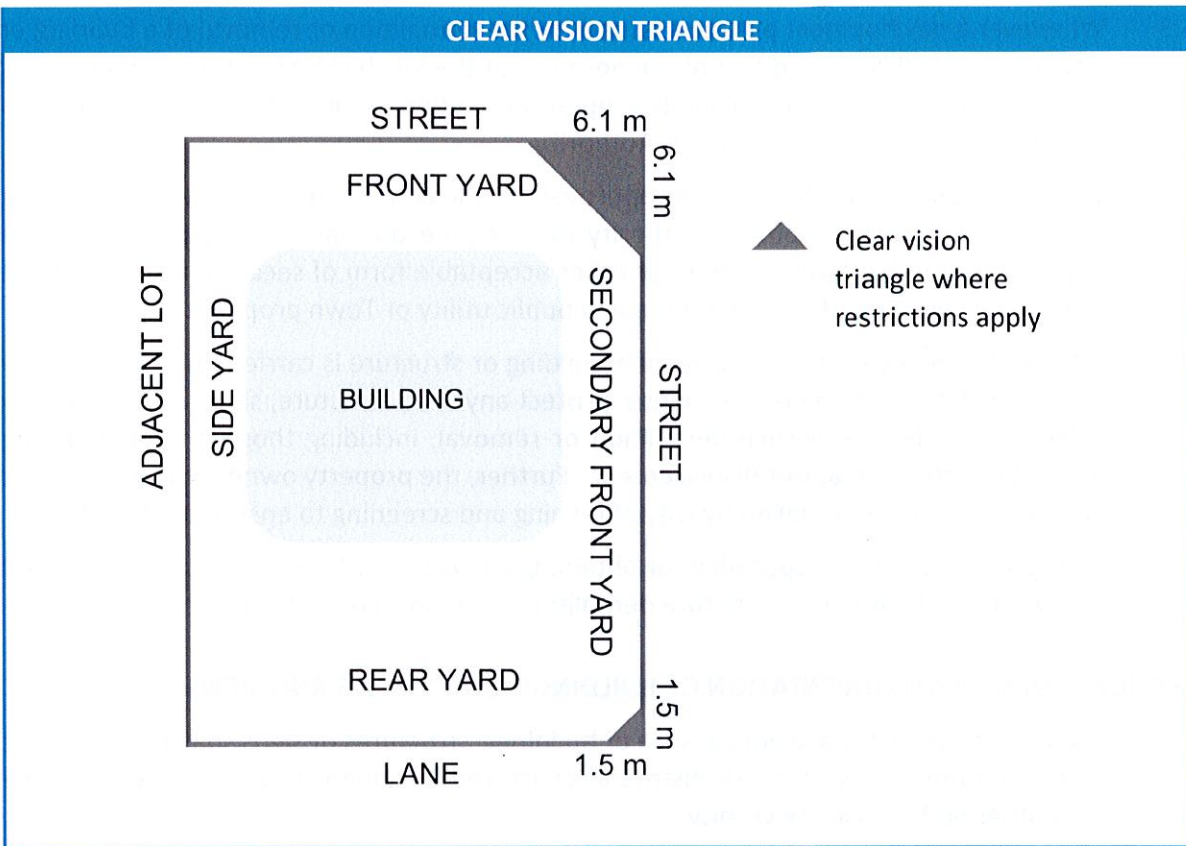 CLEAR VISION TRIANGLE
STREET
6.1 m
6.1 m
FRONT YARD
Clear vision
triangle where
restrictions apply
ADJACENT LOT
SIDE YARD
BUILDING
SECONDARY FRONT YARD
STREET
REAR YARD
1.5 m
1.5 m
LANE